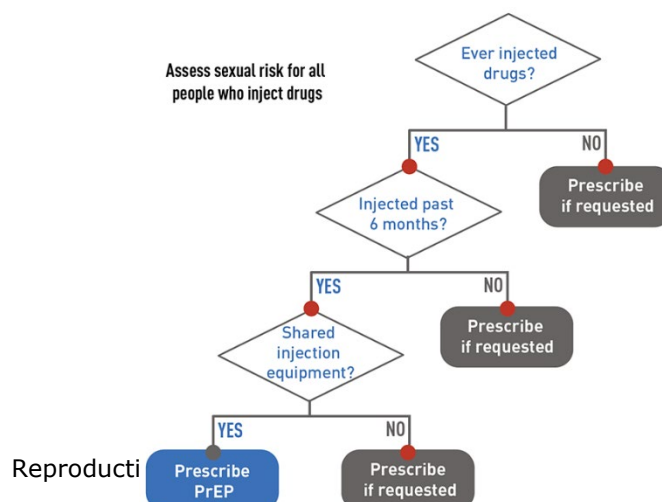 Ever injected
drugs?
Assess sexual risk for all
people who inject drugs
YES
NO
Prescribe
if requested
Injected past
6 months?
YES
NO
Prescribe
if requested
Shared
injection
equipment?
YES
NO
Reproducti
Prescribe
PrEP
Prescribe
if requested